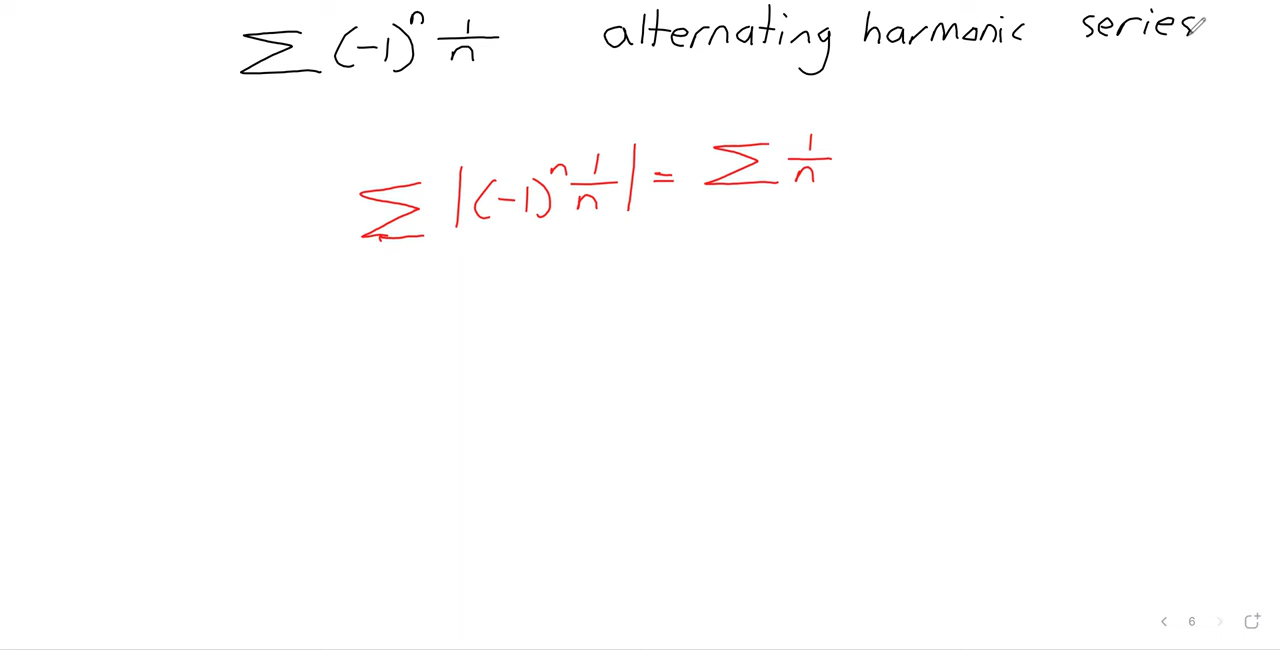 ∑ (-1)^n 1/n alternating harmonic series
∑ |(-1)^n 1/n| = ∑ 1/n
6